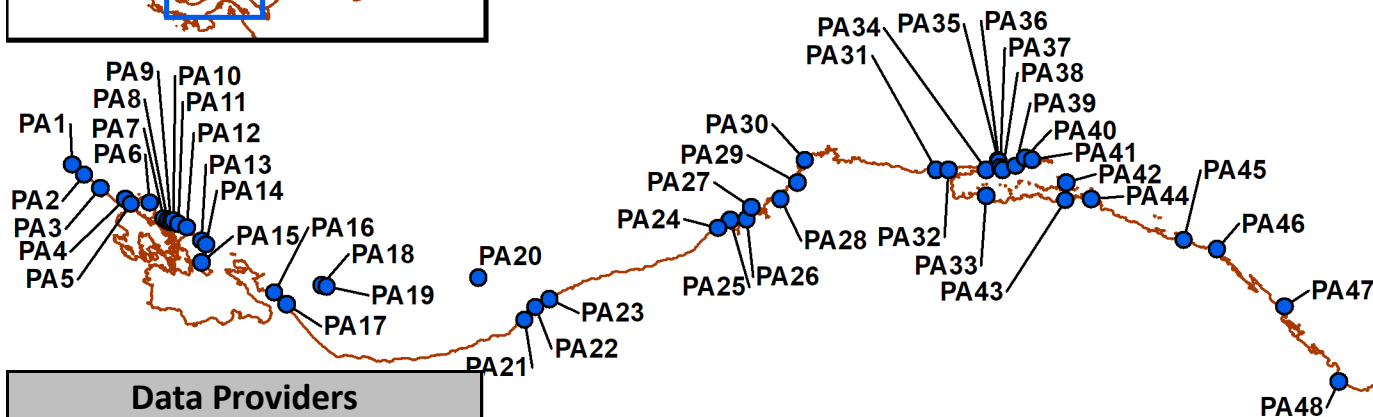 PA1
PA2
PA3
PA4
PA5
PA6
PA7
PA8
PA9
PA10
PA11
PA12
PA13
PA14
PA15
PA16
PA17
PA18
PA19
PA20
PA21
PA22
PA23
PA24
PA25
PA26
PA27
PA28
PA29
PA30
PA31
PA32
PA33
PA34
PA35
PA36
PA37
PA38
PA39
PA40
PA41
PA42
PA43
PA44
PA45
PA46
PA47
PA48
Data Providers